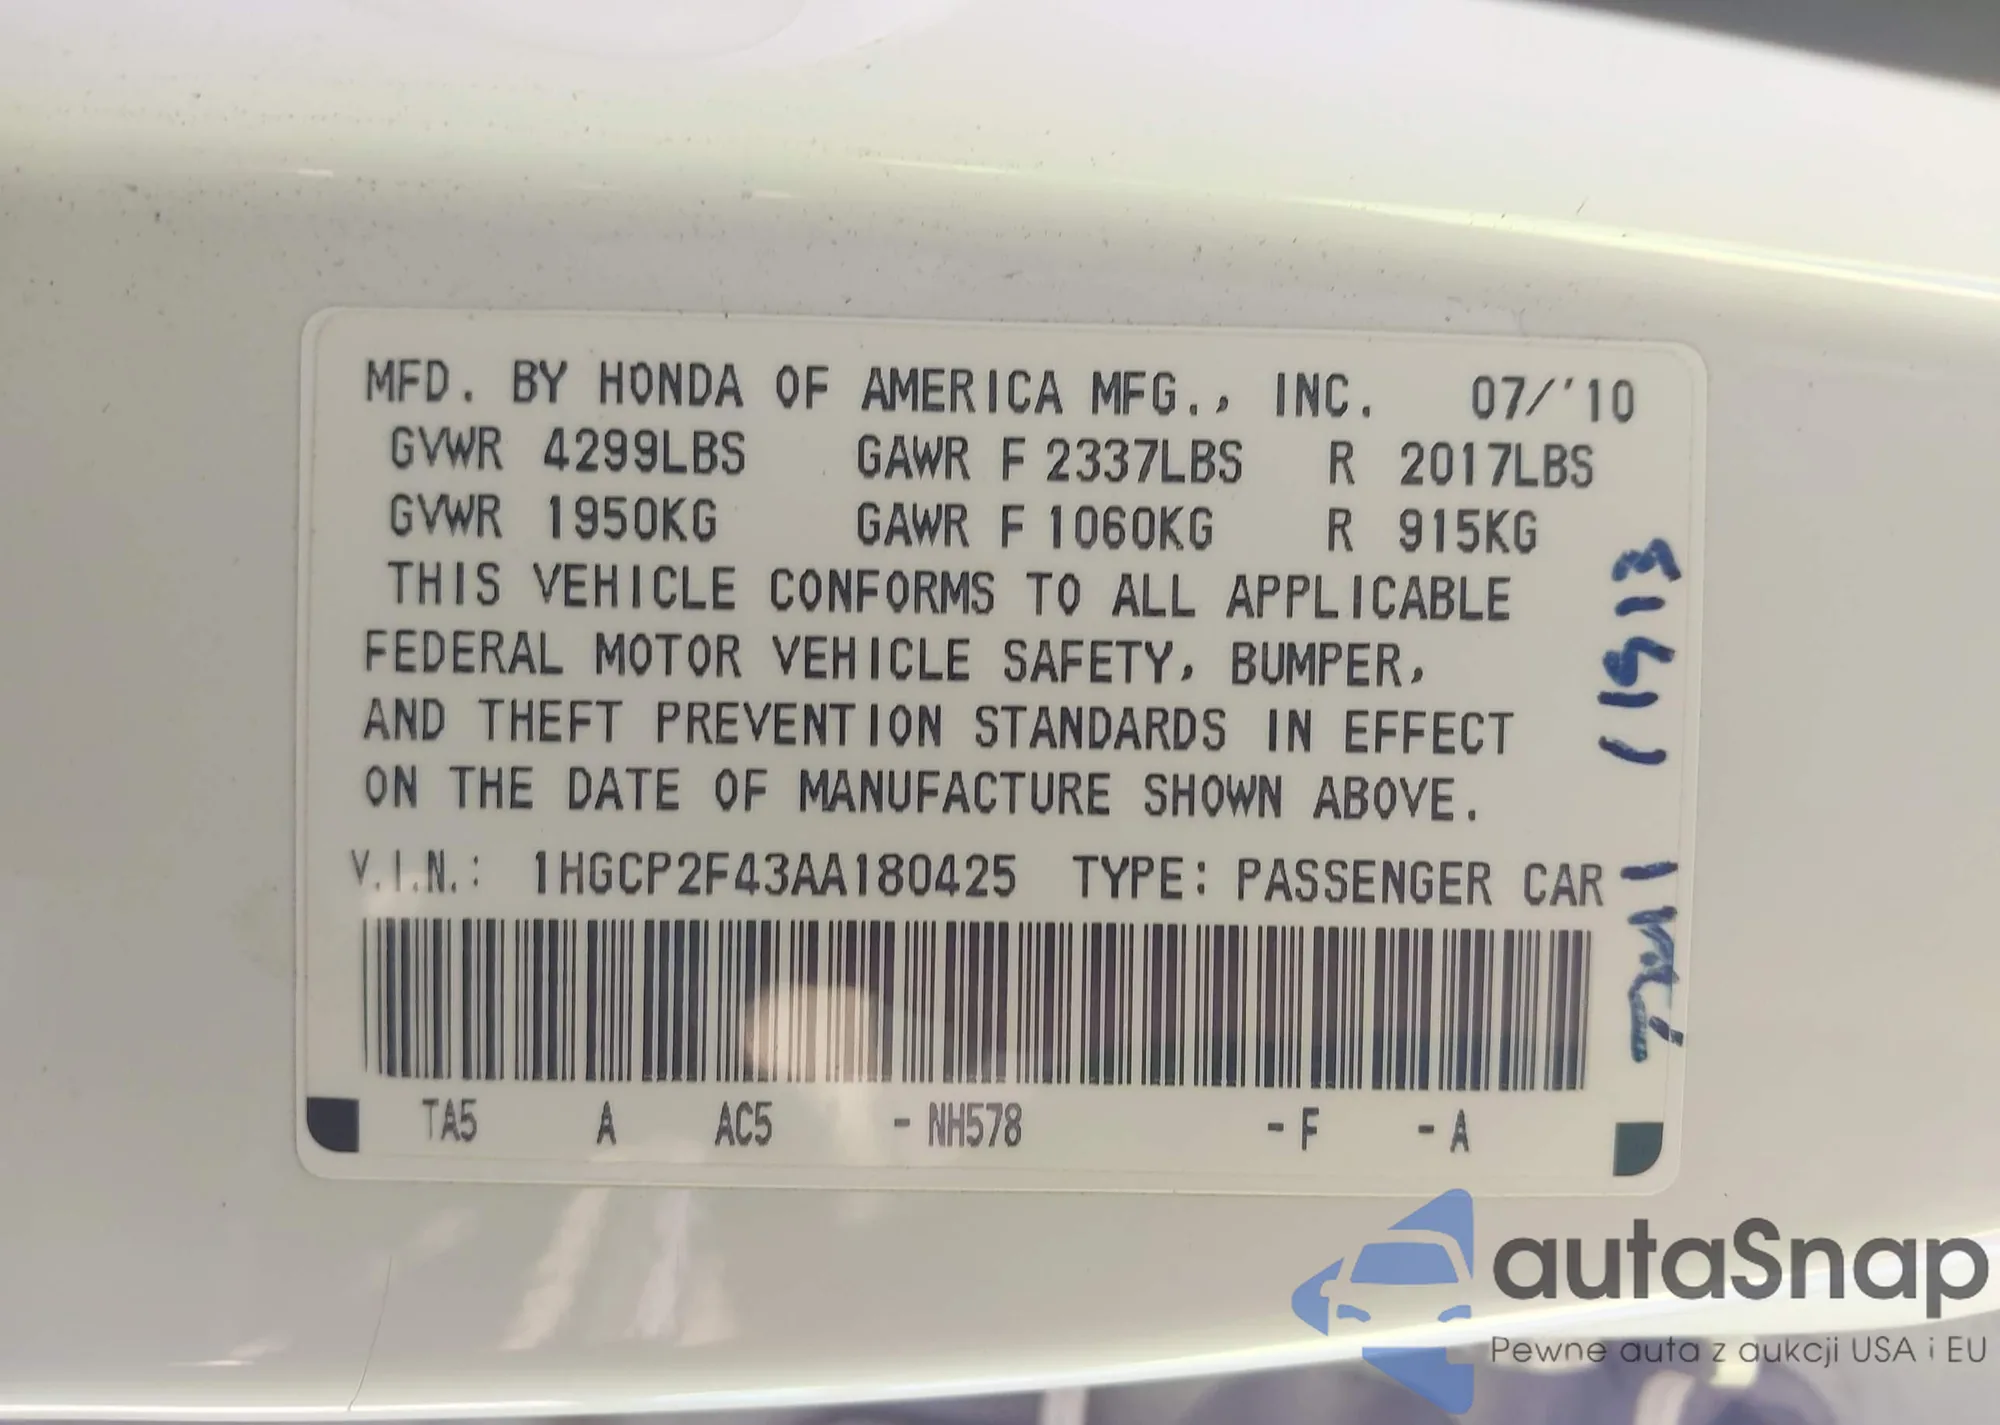 MFD. BY HONDA OF AMERICA MFG., INC. 07/'10
GVWR 4299LBS GAWR F 2337LBS R 2017LBS
GVWR 1950KG GAWR F 1060KG R 915KG
THIS VEHICLE CONFORMS TO ALL APPLICABLE
FEDERAL MOTOR VEHICLE SAFETY, BUMPER,
AND THEFT PREVENTION STANDARDS IN EFFECT
ON THE DATE OF MANUFACTURE SHOWN ABOVE.
V.I.N.: 1HGCP2F43AA180425 TYPE: PASSENGER CAR
TA5 A AC5 - NH578 - F - A
autaSnap
Pewne auta z aukcji USA i EU